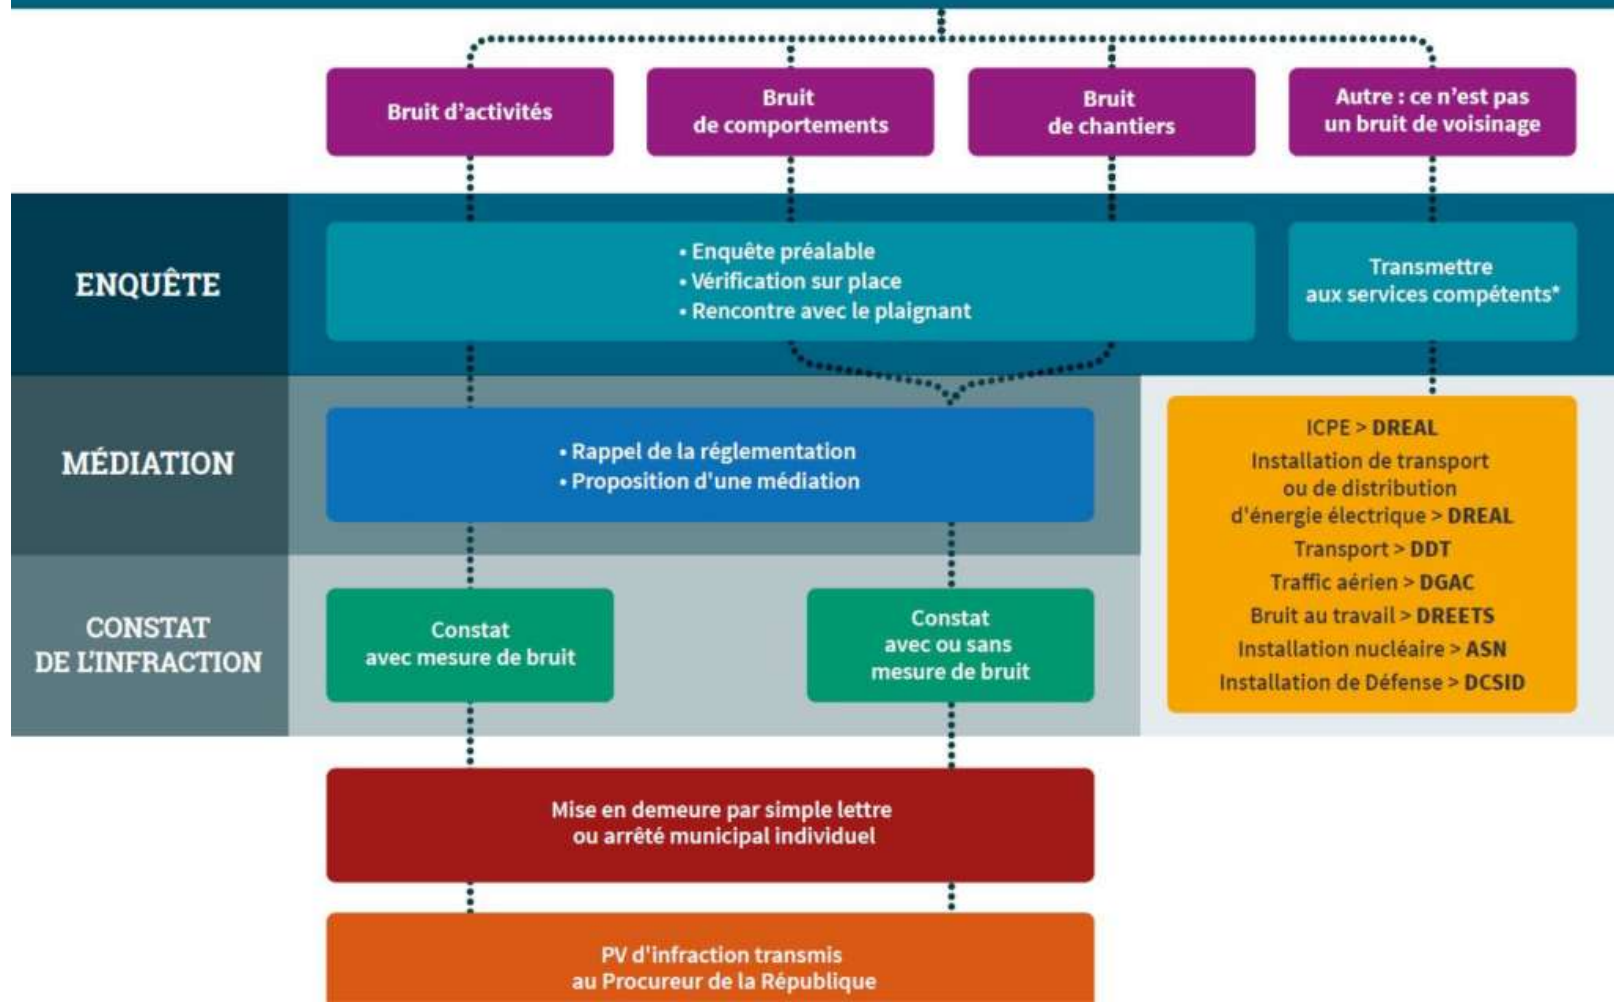 Bruit d'activités
Bruit
de comportements
Bruit
de chantiers
Autre : ce n'est pas
un bruit de voisinage
ENQUÊTE
• Enquête préalable
• Vérification sur place
• Rencontre avec le plaignant
Transmettre
aux services compétents*
MÉDIATION
• Rappel de la réglementation
• Proposition d'une médiation
ICPE > DREAL
Installation de transport
ou de distribution
d'énergie électrique > DREAL
Transport > DDT
Traffic aérien > DGAC
Bruit au travail > DREETS
Installation nucléaire > ASN
Installation de Défense > DCSID
CONSTAT
DE L'INFRACTION
Constat
avec mesure de bruit
Constat
avec ou sans
mesure de bruit
Mise en demeure par simple lettre
ou arrêté municipal individuel
PV d'infraction transmis
au Procureur de la République